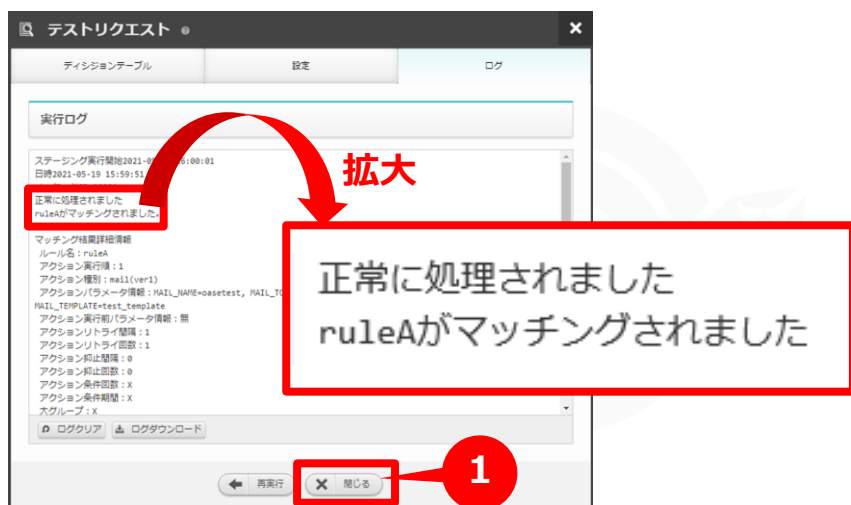 テストリクエスト
ディシジョンテーブル
設定
ログ
実行ログ
ステージング実行開始2021-05 6:00:01
日時2021-05-19 15:59:51
正常に処理されました
ruleAがマッチングされました。
拡大
マッチング結果詳細情報
ルール名：ruleA
アクション実行順：1
アクション種別：mail(ver1)
アクションパラメータ情報：MAIL_NAME=oasetest, MAIL_TO
MAIL_TEMPLATE=test_template
アクション実行前パラメータ情報：無
アクションリトライ間隔：1
アクションリトライ回数：1
アクション抑止間隔：0
アクション抑止回数：0
アクション条件回数：X
アクション条件期間：X
大グループ：X
正常に処理されました
ruleAがマッチングされました
ログクリア
ログダウンロード
再実行
閉じる
1